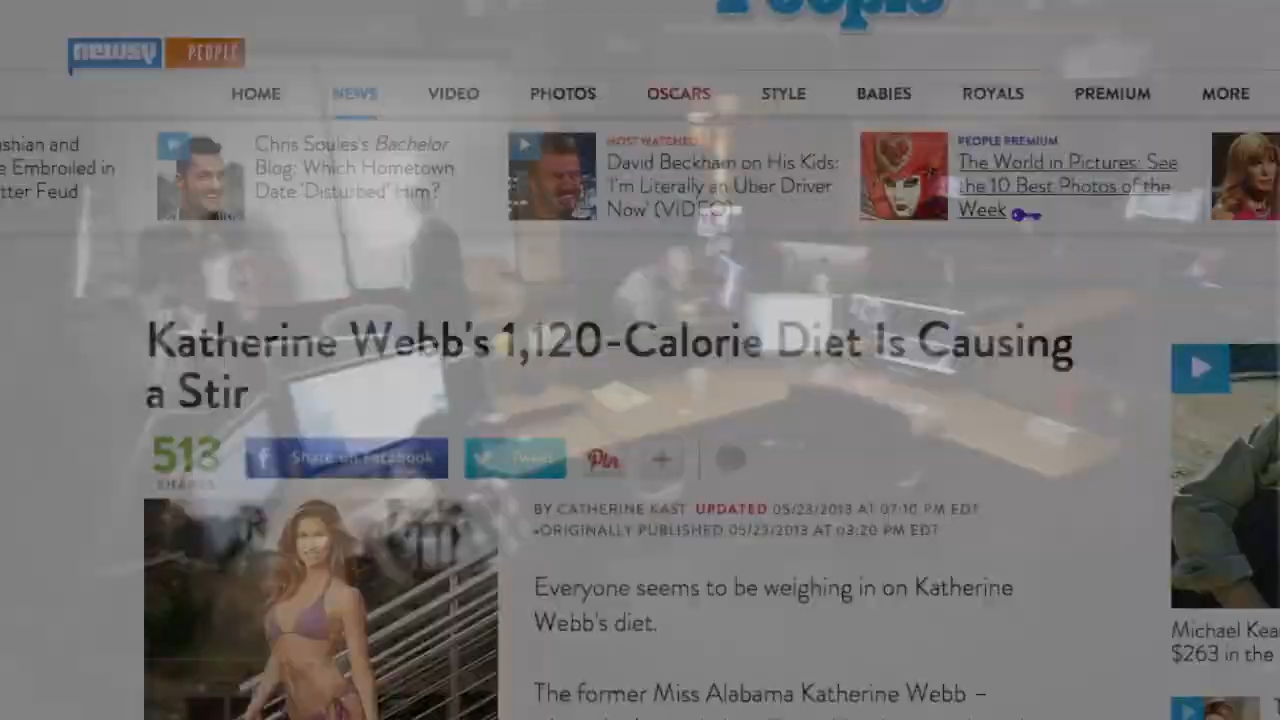 People
newsy PEOPLE
HOME NEWS VIDEO PHOTOS OSCARS STYLE BABIES ROYALS PREMIUM MORE
shian and
e Embroiled in
tter Feud
Chris Soules's Bachelor
Blog: Which Hometown
Date 'Disturbed' Him?
MOST WATCHED
David Beckham on His Kids:
'I'm Literally an Uber Driver
Now' (VIDEO)
PEOPLE PREMIUM
The World in Pictures: See
the 10 Best Photos of the
Week
Katherine Webb's 1,120-Calorie Diet Is Causing
a Stir
513
SHARES
Share on Facebook
Tweet
Pin
+
BY CATHERINE KAST UPDATED 05/23/2013 AT 07:10 PM EDT
•ORIGINALLY PUBLISHED 05/23/2013 AT 03:20 PM EDT
Everyone seems to be weighing in on Katherine
Webb's diet.
The former Miss Alabama Katherine Webb –
Michael Kea
$263 in the